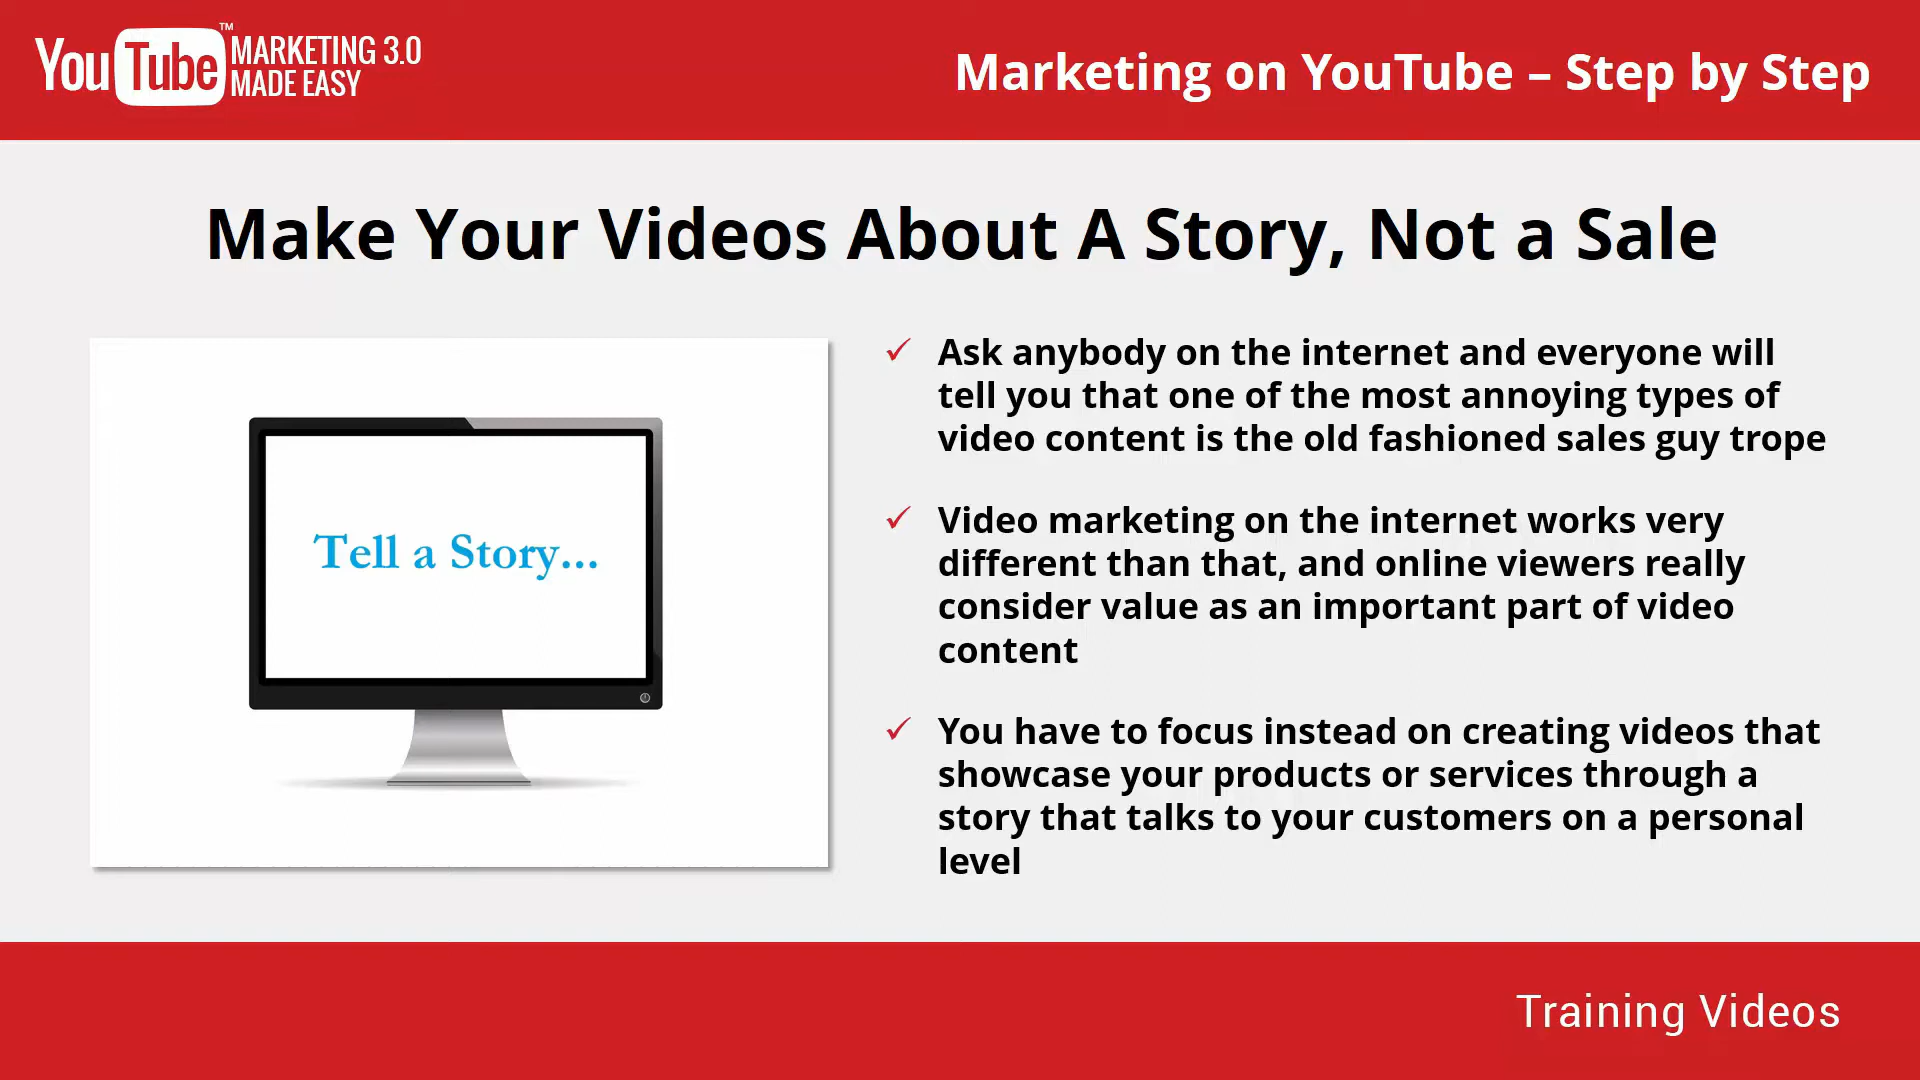 YouTube™ MARKETING 3.0
MADE EASY
Marketing on YouTube – Step by Step
Make Your Videos About A Story, Not a Sale
Tell a Story...
Ask anybody on the internet and everyone will
tell you that one of the most annoying types of
video content is the old fashioned sales guy trope
Video marketing on the internet works very
different than that, and online viewers really
consider value as an important part of video
content
You have to focus instead on creating videos that
showcase your products or services through a
story that talks to your customers on a personal
level
Training Videos